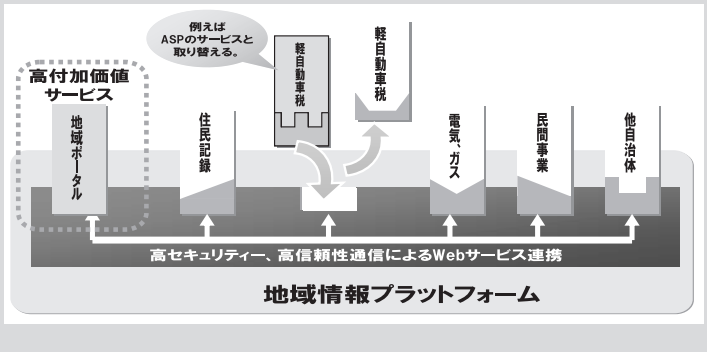 例えば
ASPのサービスと
取り替える。
高付加価値
サービス
地域ポータル
住民記録
軽自動車税
軽自動車税
電気、ガス
民間事業
他自治体
高セキュリティー、高信頼性通信によるWebサービス連携
地域情報プラットフォーム